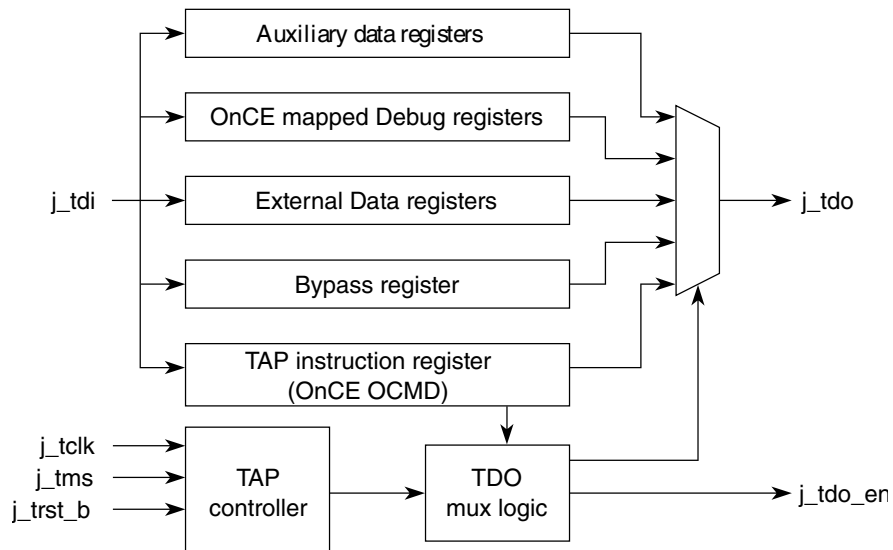 Auxiliary data registers
OnCE mapped Debug registers
j_tdi
External Data registers
j_tdo
Bypass register
TAP instruction register
(OnCE OCMD)
j_tclk
j_tms
j_trst_b
TAP
controller
TDO
mux logic
j_tdo_en